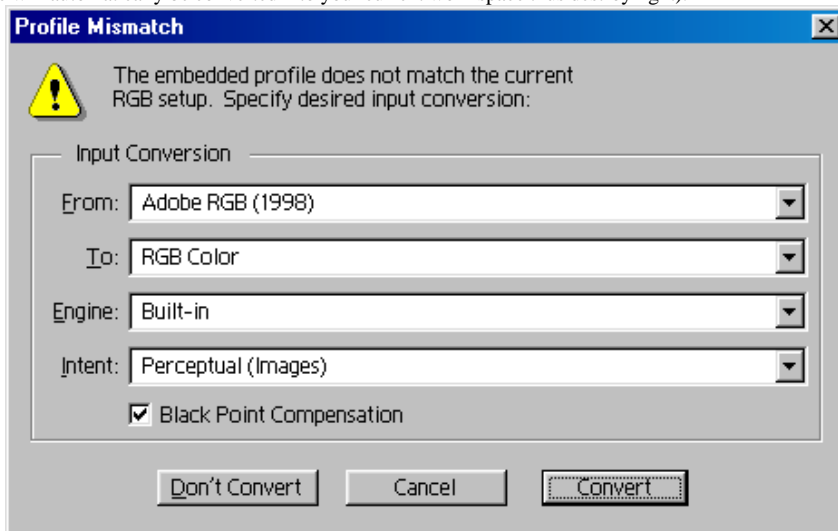 Profile Mismatch
The embedded profile does not match the current
RGB setup. Specify desired input conversion:
Input Conversion
From: Adobe RGB (1998)
To: RGB Color
Engine: Built-in
Intent: Perceptual (Images)
Black Point Compensation
Don't Convert Cancel Convert